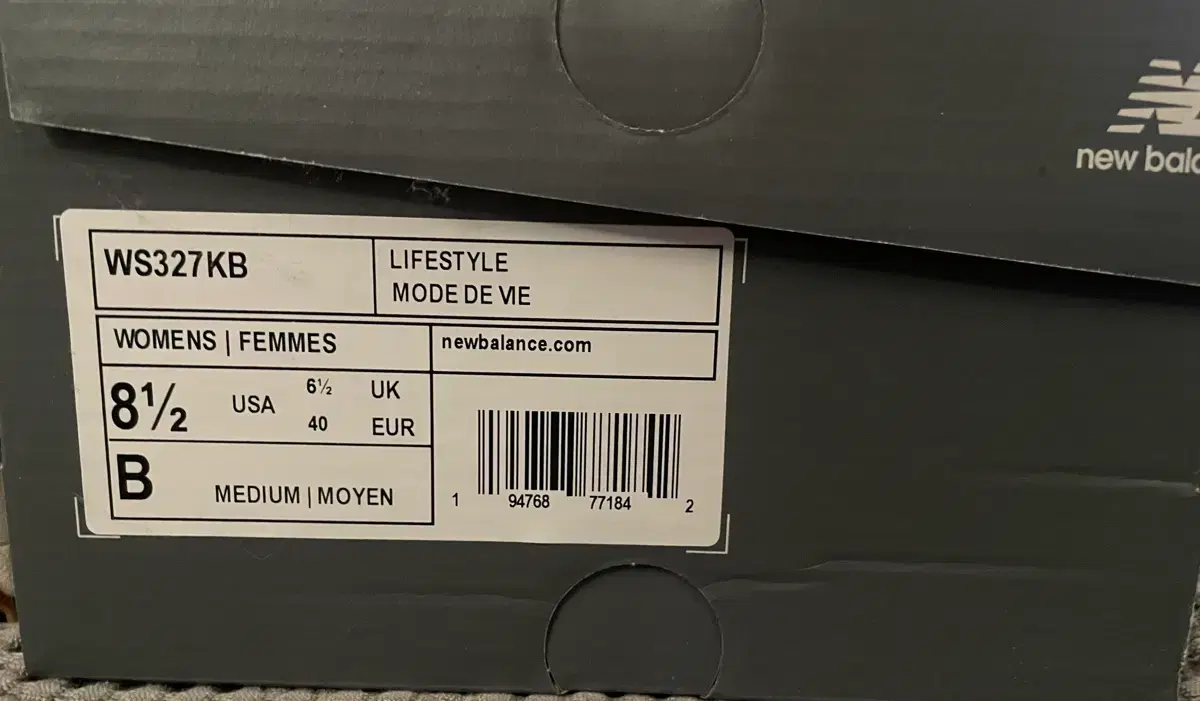 new bala
WS327KB
LIFESTYLE
MODE DE VIE
WOMENS | FEMMES
newbalance.com
8½ USA 6½ UK
40 EUR
B MEDIUM | MOYEN
1 94768 77184 2